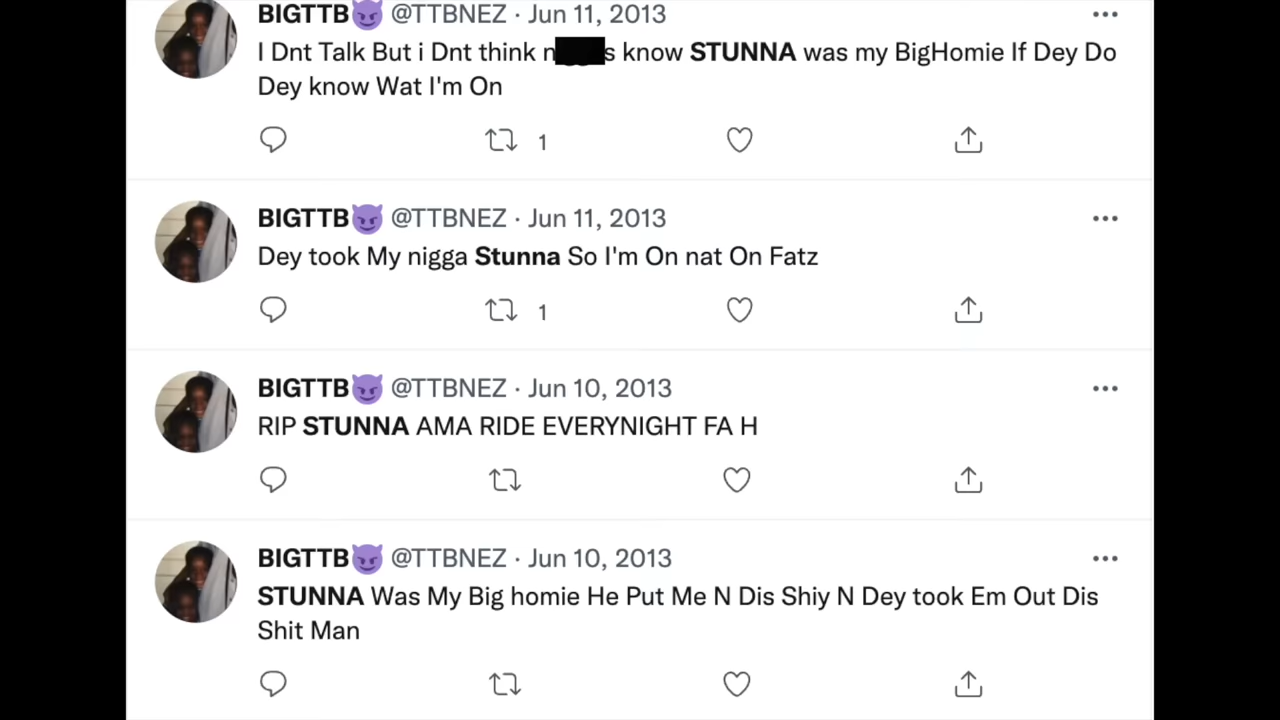 BIGTTB😈 @TTBNEZ · Jun 11, 2013
I Dnt Talk But i Dnt think n s know STUNNA was my BigHomie If Dey Do
Dey know Wat I'm On
1
BIGTTB😈 @TTBNEZ · Jun 11, 2013
Dey took My nigga Stunna So I'm On nat On Fatz
1
BIGTTB😈 @TTBNEZ · Jun 10, 2013
RIP STUNNA AMA RIDE EVERYNIGHT FA H
BIGTTB😈 @TTBNEZ · Jun 10, 2013
STUNNA Was My Big homie He Put Me N Dis Shiy N Dey took Em Out Dis
Shit Man